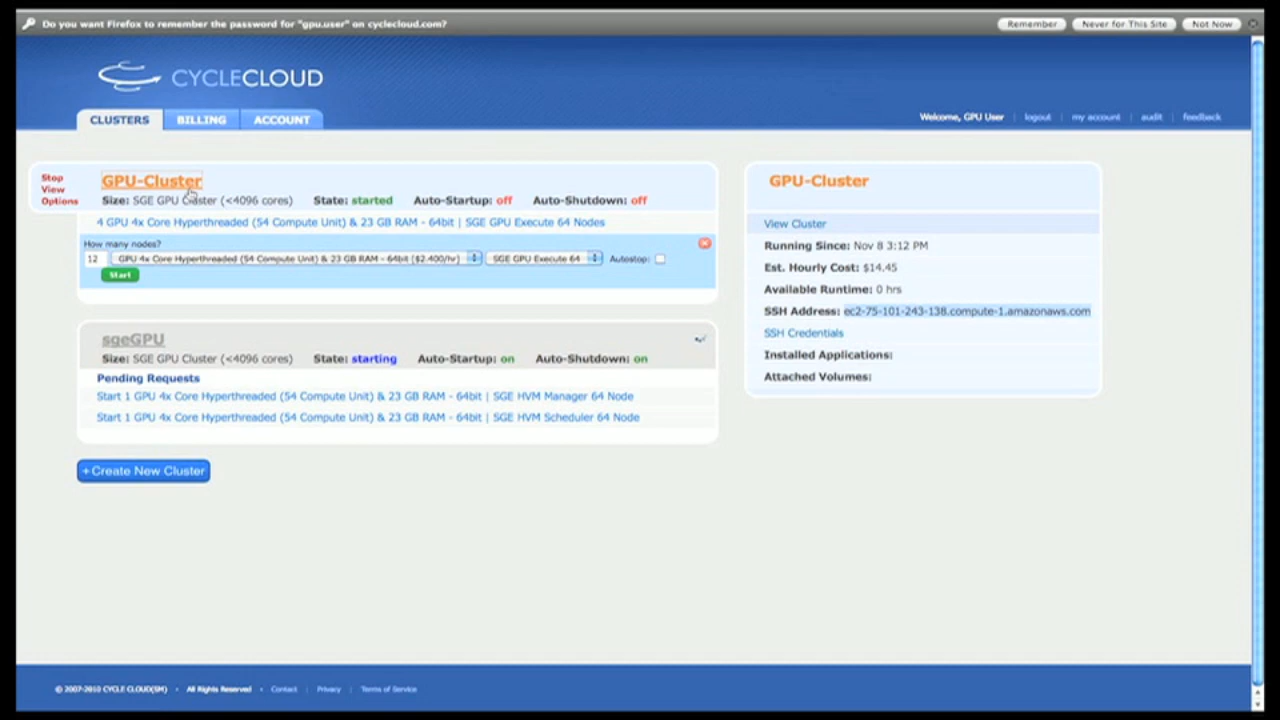 Do you want Firefox to remember the password for "gpu.user" on cyclecloud.com? Remember Never for This Site Not Now
CYCLECLOUD
CLUSTERS BILLING ACCOUNT
Welcome, GPU User | logout | my account | audit | feedback
Stop
View
Options
GPU-Cluster
Size: SGE GPU Cluster (<4096 cores) State: started Auto-Startup: off Auto-Shutdown: off
4 GPU 4x Core Hyperthreaded (54 Compute Unit) & 23 GB RAM - 64bit | SGE GPU Execute 64 Nodes
How many nodes?
12 GPU 4x Core Hyperthreaded (54 Compute Unit) & 23 GB RAM - 64bit [$2.400/hr] SGE GPU Execute 64 Autostop:
Start
sgeGPU
Size: SGE GPU Cluster (<4096 cores) State: starting Auto-Startup: on Auto-Shutdown: on
Pending Requests
Start 1 GPU 4x Core Hyperthreaded (54 Compute Unit) & 23 GB RAM - 64bit | SGE HVM Manager 64 Node
Start 1 GPU 4x Core Hyperthreaded (54 Compute Unit) & 23 GB RAM - 64bit | SGE HVM Scheduler 64 Node
+Create New Cluster
GPU-Cluster
View Cluster
Running Since: Nov 8 3:12 PM
Est. Hourly Cost: $14.45
Available Runtime: 0 hrs
SSH Address: ec2-75-101-243-138.compute-1.amazonaws.com
SSH Credentials
Installed Applications:
Attached Volumes:
© 2007-2010 CYCLE CLOUD(SM) • All Rights Reserved • Contact | Privacy | Terms of Service